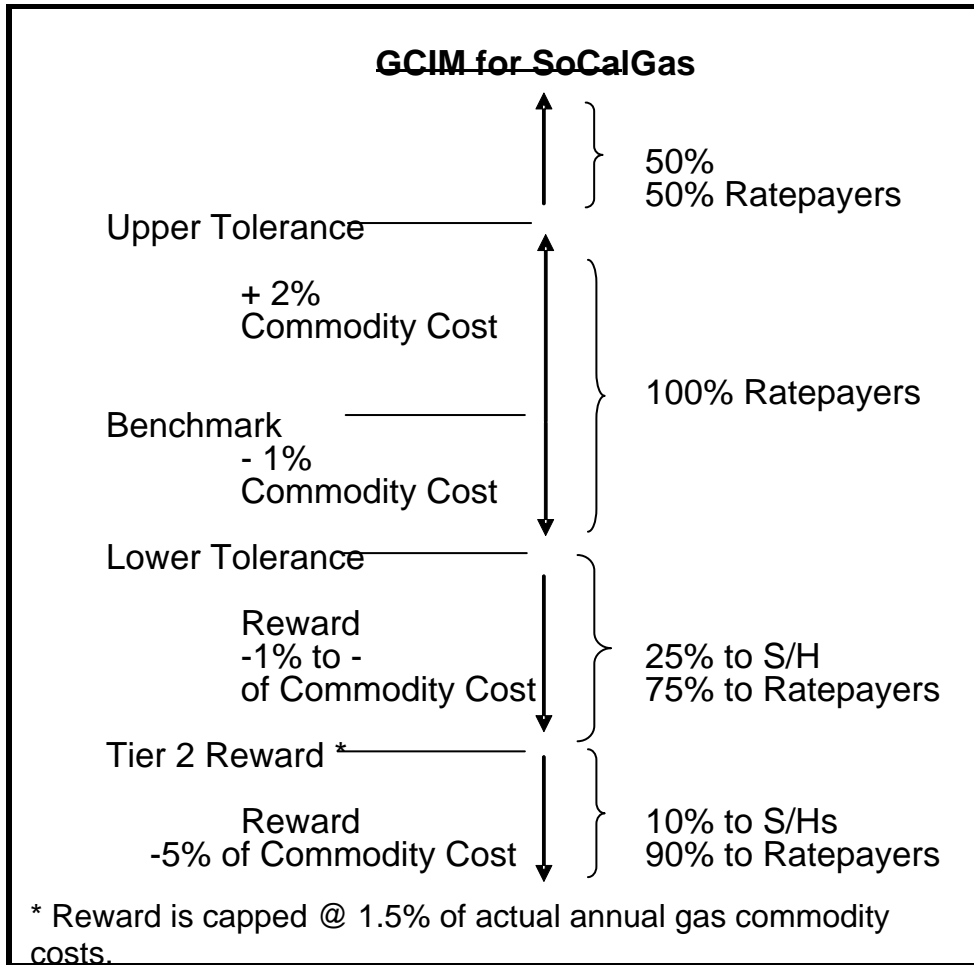 GCIM for SoCalGas
50%
50% Ratepayers
Upper Tolerance
+ 2%
Commodity Cost
100% Ratepayers
Benchmark
- 1%
Commodity Cost
Lower Tolerance
Reward
-1% to -
of Commodity Cost
25% to S/H
75% to Ratepayers
Tier 2 Reward *
Reward
-5% of Commodity Cost
10% to S/Hs
90% to Ratepayers
* Reward is capped @ 1.5% of actual annual gas commodity
costs.